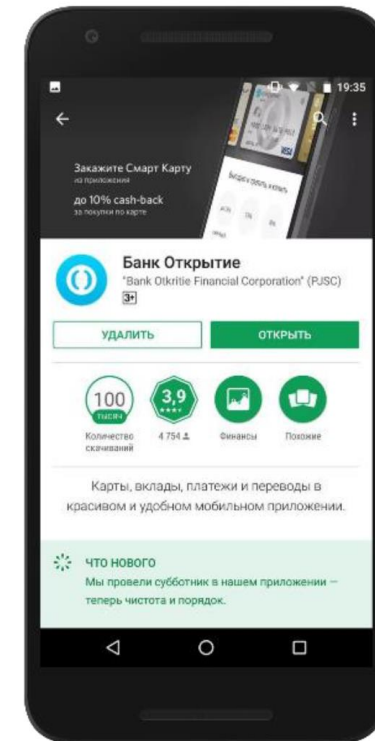 19:35
Закажите Смарт Карту
из приложения
до 10% cash-back
за покупки по карте
VISA
Банк Открытие
"Bank Otkritie Financial Corporation" (PJSC)
3+
УДАЛИТЬ
ОТКРЫТЬ
100
ТЫСЯЧ
3,9
Количество скачиваний
4 754
Финансы
Похожие
Карты, вклады, платежи и переводы в
красивом и удобном мобильном приложении.
ЧТО НОВОГО
Мы провели субботник в нашем приложении —
теперь чистота и порядок.